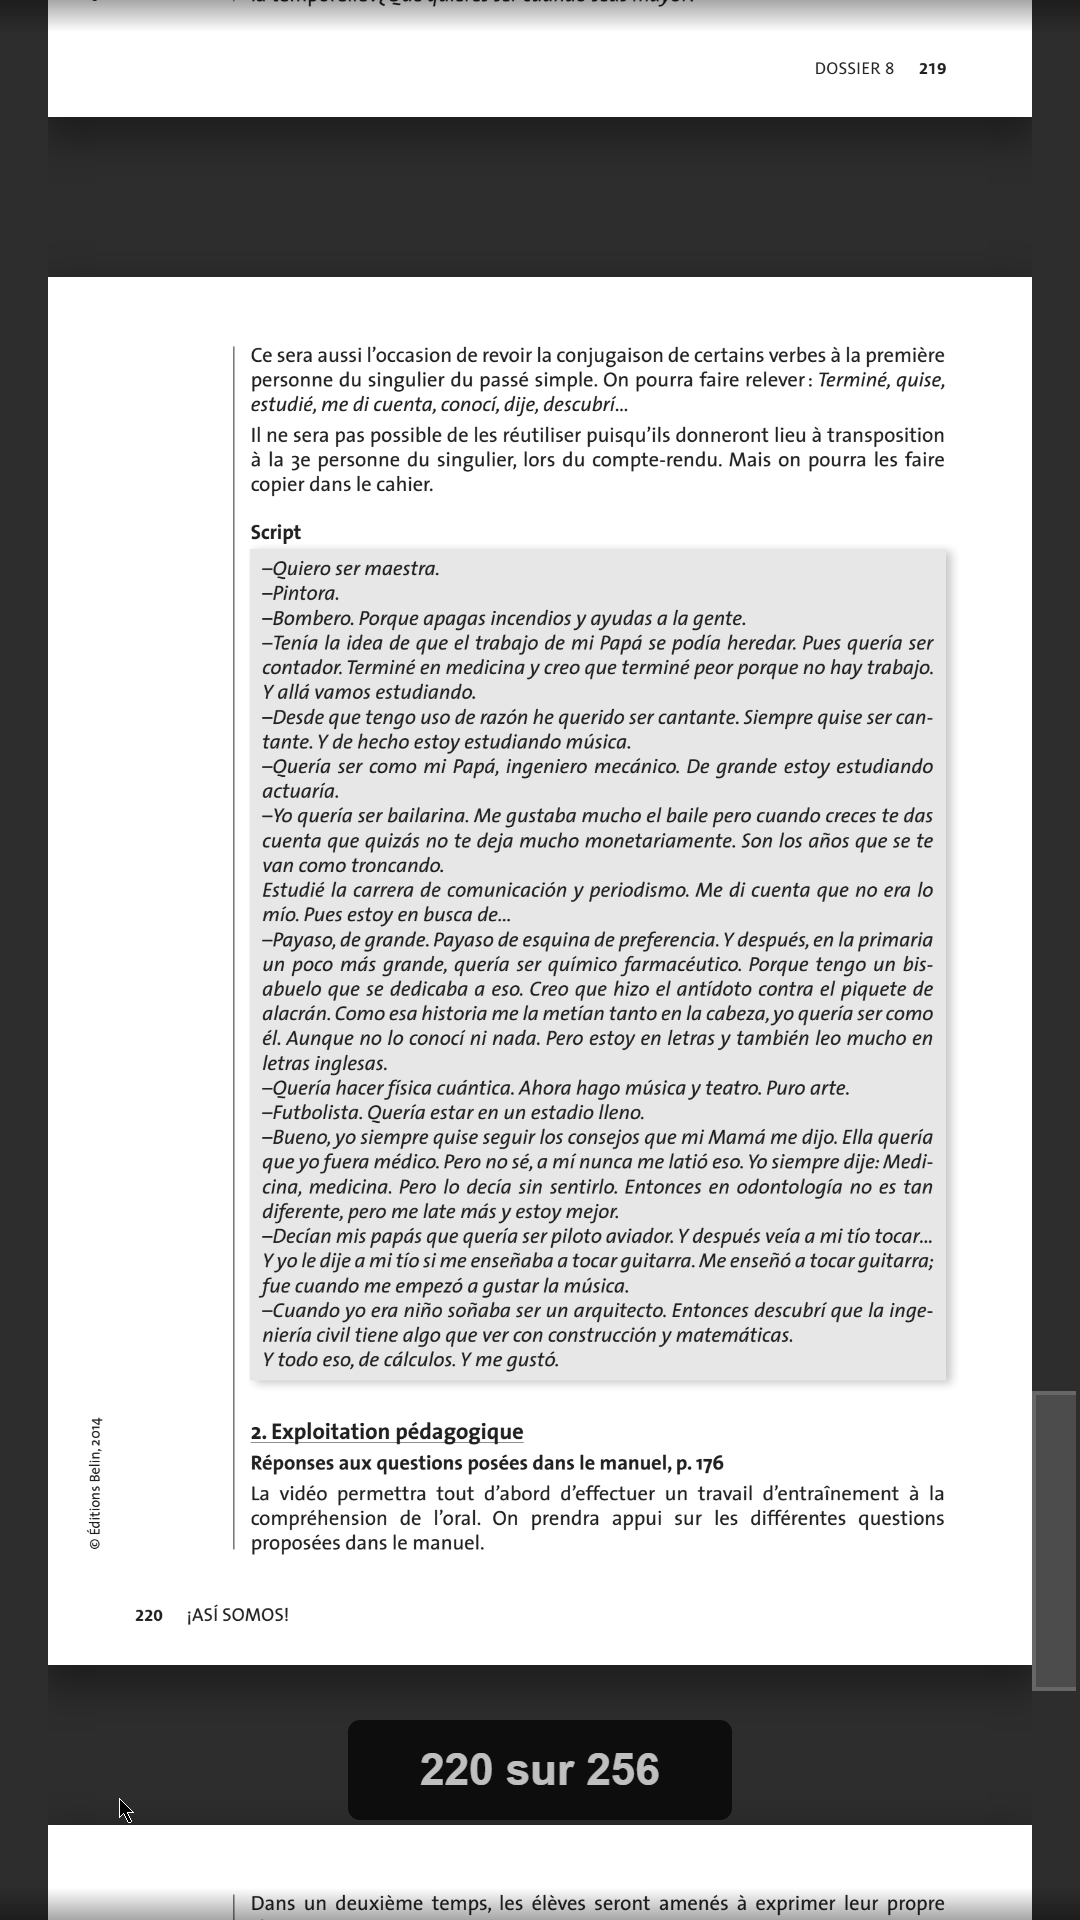 DOSSIER 8 219
Ce sera aussi l’occasion de revoir la conjugaison de certains verbes à la première
personne du singulier du passé simple. On pourra faire relever : Terminé, quise,
estudié, me di cuenta, conocí, dije, descubrí...
Il ne sera pas possible de les réutiliser puisqu’ils donneront lieu à transposition
à la 3e personne du singulier, lors du compte-rendu. Mais on pourra les faire
copier dans le cahier.
Script
–Quiero ser maestra.
–Pintora.
–Bombero. Porque apagas incendios y ayudas a la gente.
–Tenía la idea de que el trabajo de mi Papá se podía heredar. Pues quería ser
contador. Terminé en medicina y creo que terminé peor porque no hay trabajo.
Y allá vamos estudiando.
–Desde que tengo uso de razón he querido ser cantante. Siempre quise ser can-
tante. Y de hecho estoy estudiando música.
–Quería ser como mi Papá, ingeniero mecánico. De grande estoy estudiando
actuaría.
–Yo quería ser bailarina. Me gustaba mucho el baile pero cuando creces te das
cuenta que quizás no te deja mucho monetariamente. Son los años que se te
van como troncando.
Estudié la carrera de comunicación y periodismo. Me di cuenta que no era lo
mío. Pues estoy en busca de...
–Payaso, de grande. Payaso de esquina de preferencia. Y después, en la primaria
un poco más grande, quería ser químico farmacéutico. Porque tengo un bis-
abuelo que se dedicaba a eso. Creo que hizo el antídoto contra el piquete de
alacrán. Como esa historia me la metían tanto en la cabeza, yo quería ser como
él. Aunque no lo conocí ni nada. Pero estoy en letras y también leo mucho en
letras inglesas.
–Quería hacer física cuántica. Ahora hago música y teatro. Puro arte.
–Futbolista. Quería estar en un estadio lleno.
–Bueno, yo siempre quise seguir los consejos que mi Mamá me dijo. Ella quería
que yo fuera médico. Pero no sé, a mí nunca me latió eso. Yo siempre dije: Medi-
cina, medicina. Pero lo decía sin sentirlo. Entonces en odontología no es tan
diferente, pero me late más y estoy mejor.
–Decían mis papás que quería ser piloto aviador. Y después veía a mi tío tocar...
Y yo le dije a mi tío si me enseñaba a tocar guitarra. Me enseñó a tocar guitarra;
fue cuando me empezó a gustar la música.
–Cuando yo era niño soñaba ser un arquitecto. Entonces descubrí que la inge-
niería civil tiene algo que ver con construcción y matemáticas.
Y todo eso, de cálculos. Y me gustó.
2. Exploitation pédagogique
Réponses aux questions posées dans le manuel, p. 176
La vidéo permettra tout d’abord d’effectuer un travail d’entraînement à la
compréhension de l’oral. On prendra appui sur les différentes questions
proposées dans le manuel.
© Éditions Belin, 2014
220 ¡ASÍ SOMOS!
220 sur 256
Dans un deuxième temps, les élèves seront amenés à exprimer leur propre